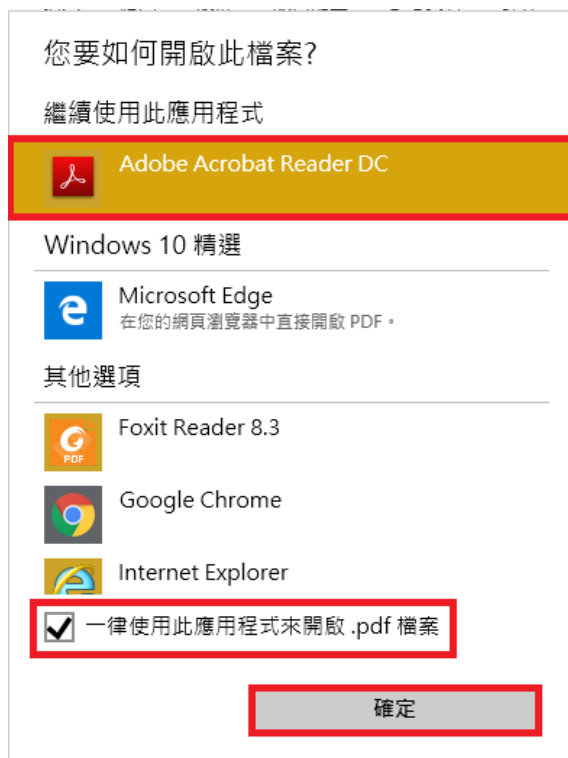 您要如何開啟此檔案?
繼續使用此應用程式
Adobe Acrobat Reader DC
Windows 10 精選
Microsoft Edge
在您的網頁瀏覽器中直接開啟 PDF。
其他選項
Foxit Reader 8.3
PDF
Google Chrome
Internet Explorer
一律使用此應用程式來開啟 .pdf 檔案
確定